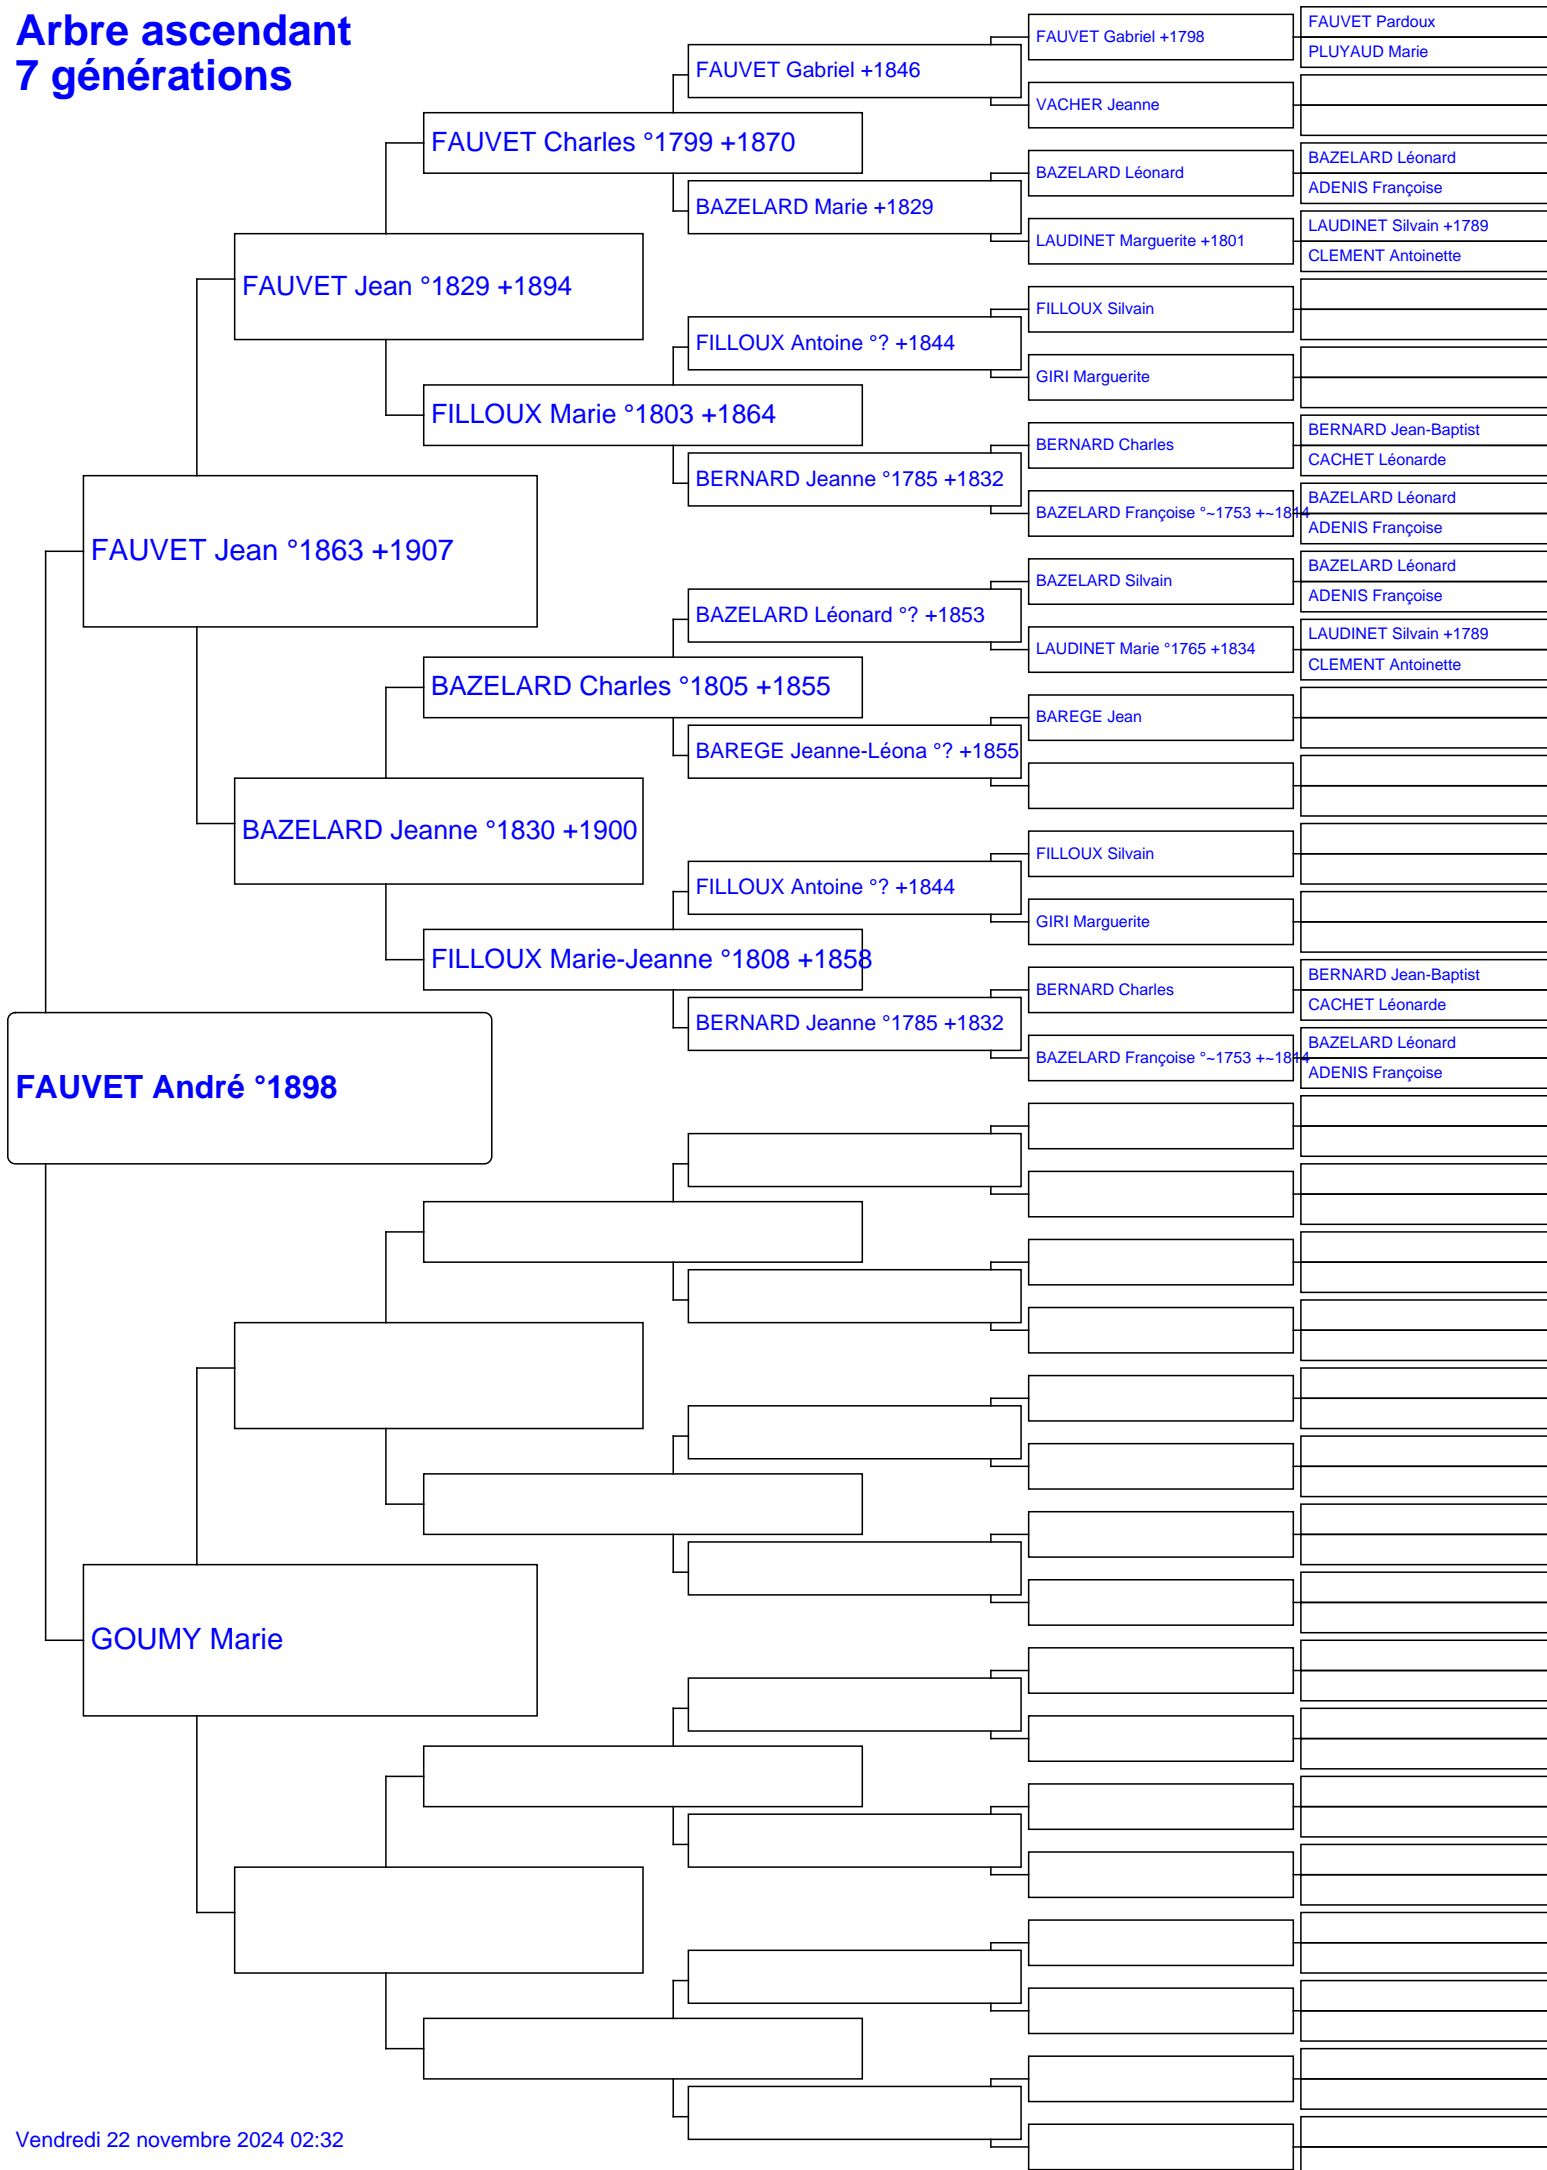 Arbre ascendant
7 générations
FAUVET André °1898
FAUVET Jean °1863 +1907
GOUMY Marie
FAUVET Jean °1829 +1894
BAZELARD Jeanne °1830 +1900
FAUVET Charles °1799 +1870
FILLOUX Marie °1803 +1864
BAZELARD Charles °1805 +1855
FILLOUX Marie-Jeanne °1808 +1858
FAUVET Gabriel +1846
BAZELARD Marie +1829
FILLOUX Antoine °? +1844
BERNARD Jeanne °1785 +1832
BAZELARD Léonard °? +1853
BAREGE Jeanne-Léona °? +1855
FILLOUX Antoine °? +1844
BERNARD Jeanne °1785 +1832
FAUVET Gabriel +1798
VACHER Jeanne
BAZELARD Léonard
LAUDINET Marguerite +1801
FILLOUX Silvain
GIRI Marguerite
BERNARD Charles
BAZELARD Françoise °~1753 +~1814
BAZELARD Silvain
LAUDINET Marie °1765 +1834
BAREGE Jean
FILLOUX Silvain
GIRI Marguerite
BERNARD Charles
BAZELARD Françoise °~1753 +~1814
FAUVET Pardoux
PLUYAUD Marie
BAZELARD Léonard
ADENIS Françoise
LAUDINET Silvain +1789
CLEMENT Antoinette
BERNARD Jean-Baptist
CACHET Léonarde
BAZELARD Léonard
ADENIS Françoise
BAZELARD Léonard
ADENIS Françoise
LAUDINET Silvain +1789
CLEMENT Antoinette
BERNARD Jean-Baptist
CACHET Léonarde
BAZELARD Léonard
ADENIS Françoise
Vendredi 22 novembre 2024 02:32